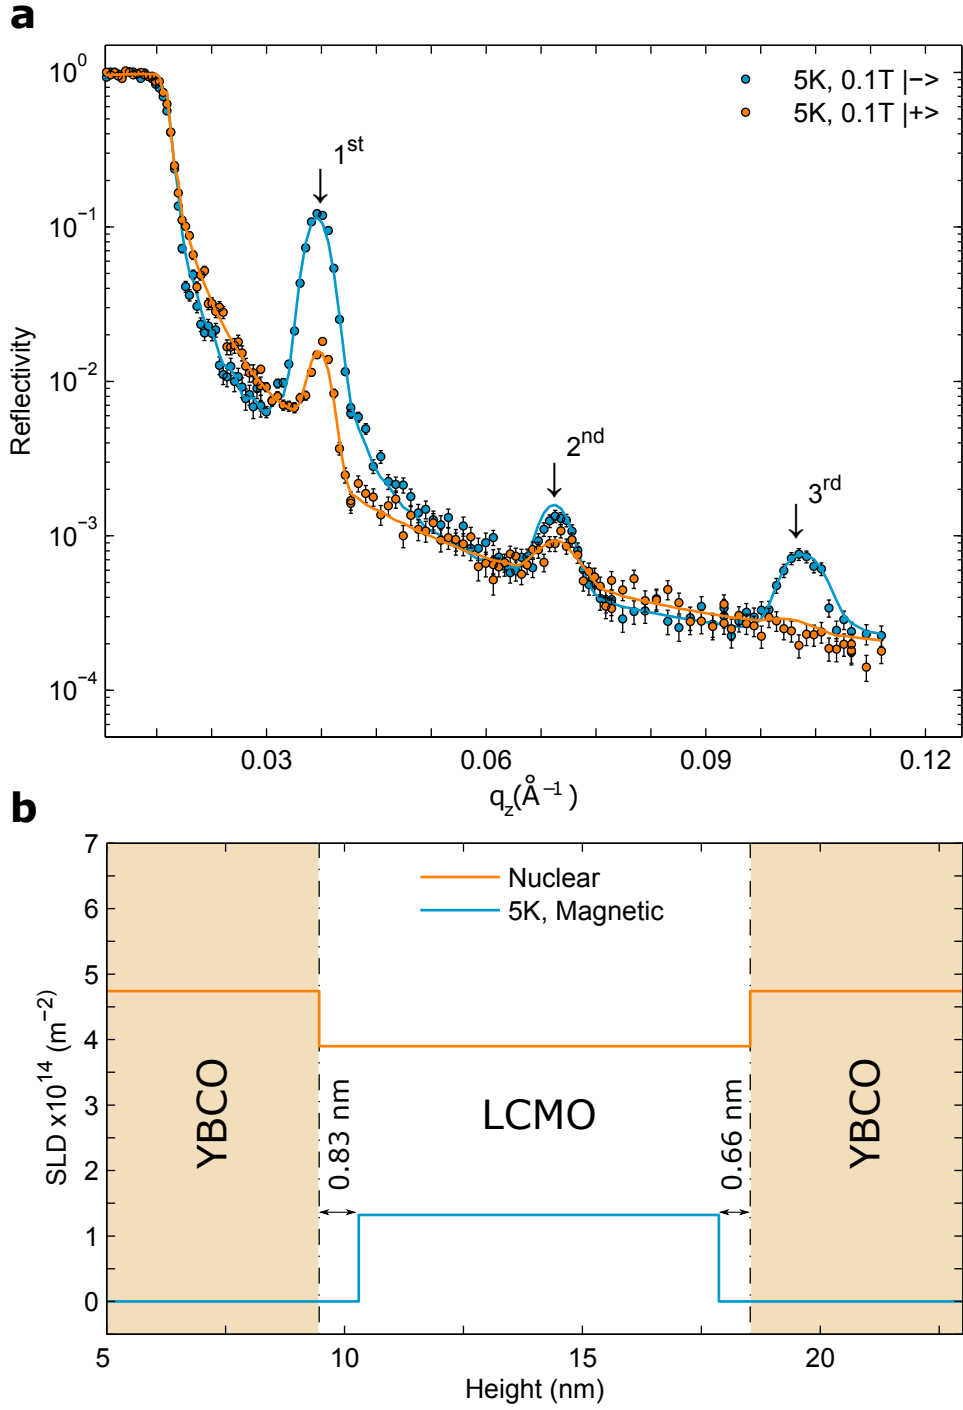 a
5K, 0.1T |−>
5K, 0.1T |+>
1st
2nd
3rd
10^0
10^−1
10^−2
10^−3
10^−4
Reflectivity
0.03 0.06 0.09 0.12
q_z(Å^−1)
b
Nuclear
5K, Magnetic
7
6
5
4
3
2
1
0
SLD x10^14 (m^−2)
YBCO
0.83 nm
LCMO
0.66 nm
YBCO
5 10 15 20
Height (nm)